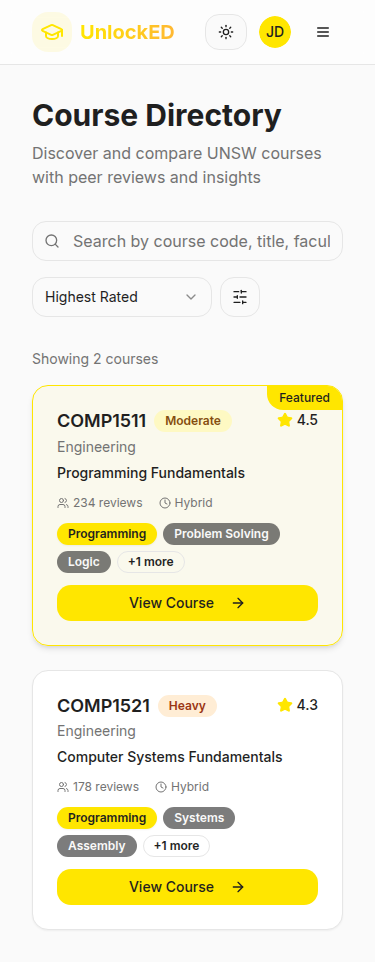 UnlockED
JD
Course Directory
Discover and compare UNSW courses
with peer reviews and insights
Search by course code, title, facul
Highest Rated
Showing 2 courses
Featured
COMP1511 Moderate 4.5
Engineering
Programming Fundamentals
234 reviews Hybrid
Programming Problem Solving
Logic +1 more
View Course
COMP1521 Heavy 4.3
Engineering
Computer Systems Fundamentals
178 reviews Hybrid
Programming Systems
Assembly +1 more
View Course